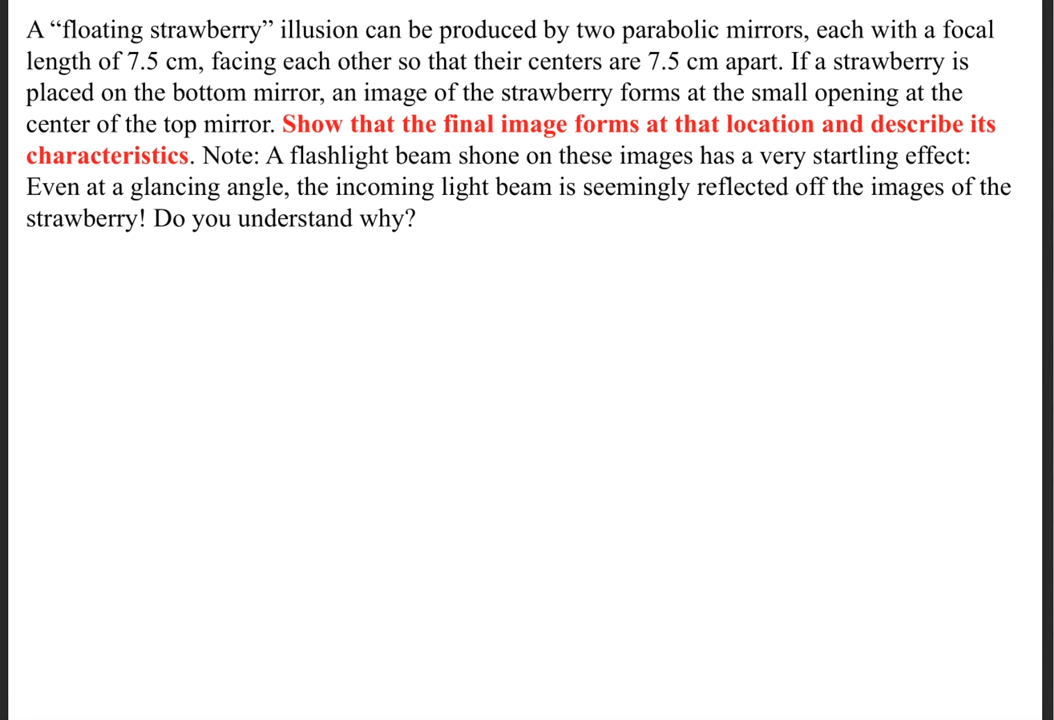 A “floating strawberry” illusion can be produced by two parabolic mirrors, each with a focal
length of 7.5 cm, facing each other so that their centers are 7.5 cm apart. If a strawberry is
placed on the bottom mirror, an image of the strawberry forms at the small opening at the
center of the top mirror. Show that the final image forms at that location and describe its
characteristics. Note: A flashlight beam shone on these images has a very startling effect:
Even at a glancing angle, the incoming light beam is seemingly reflected off the images of the
strawberry! Do you understand why?